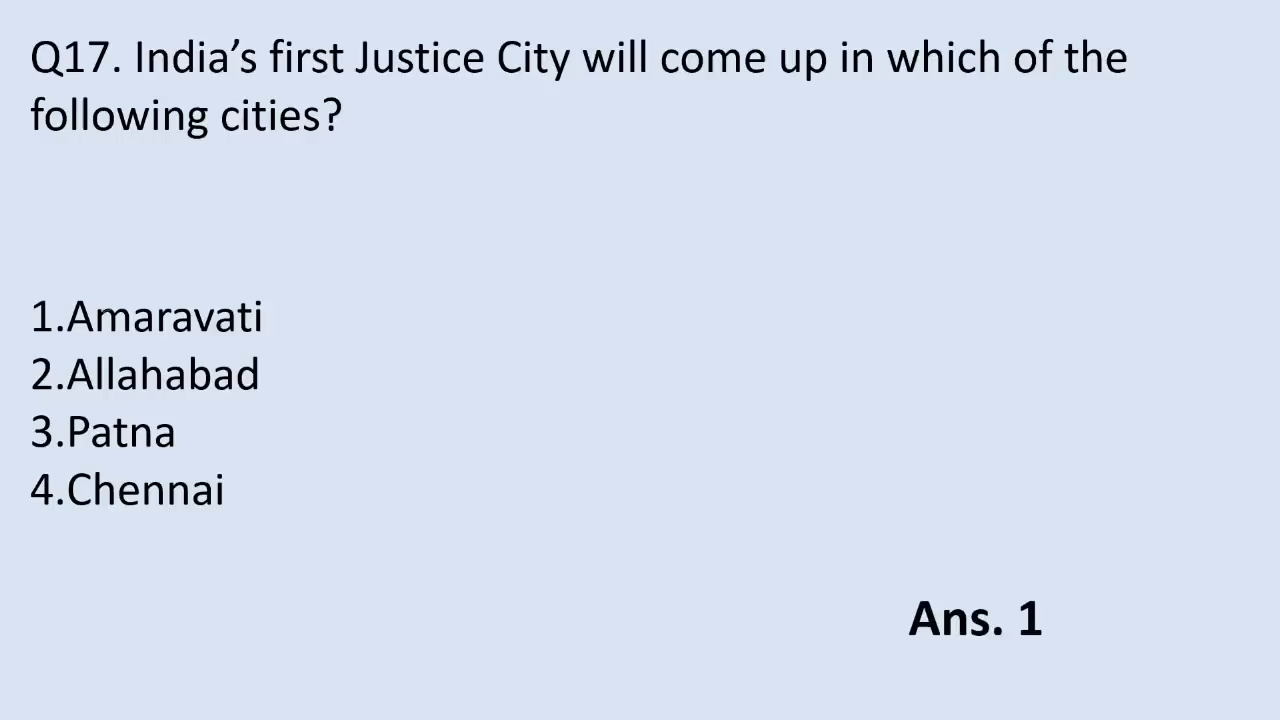 Q17. India’s first Justice City will come up in which of the
following cities?
1.Amaravati
2.Allahabad
3.Patna
4.Chennai
Ans. 1